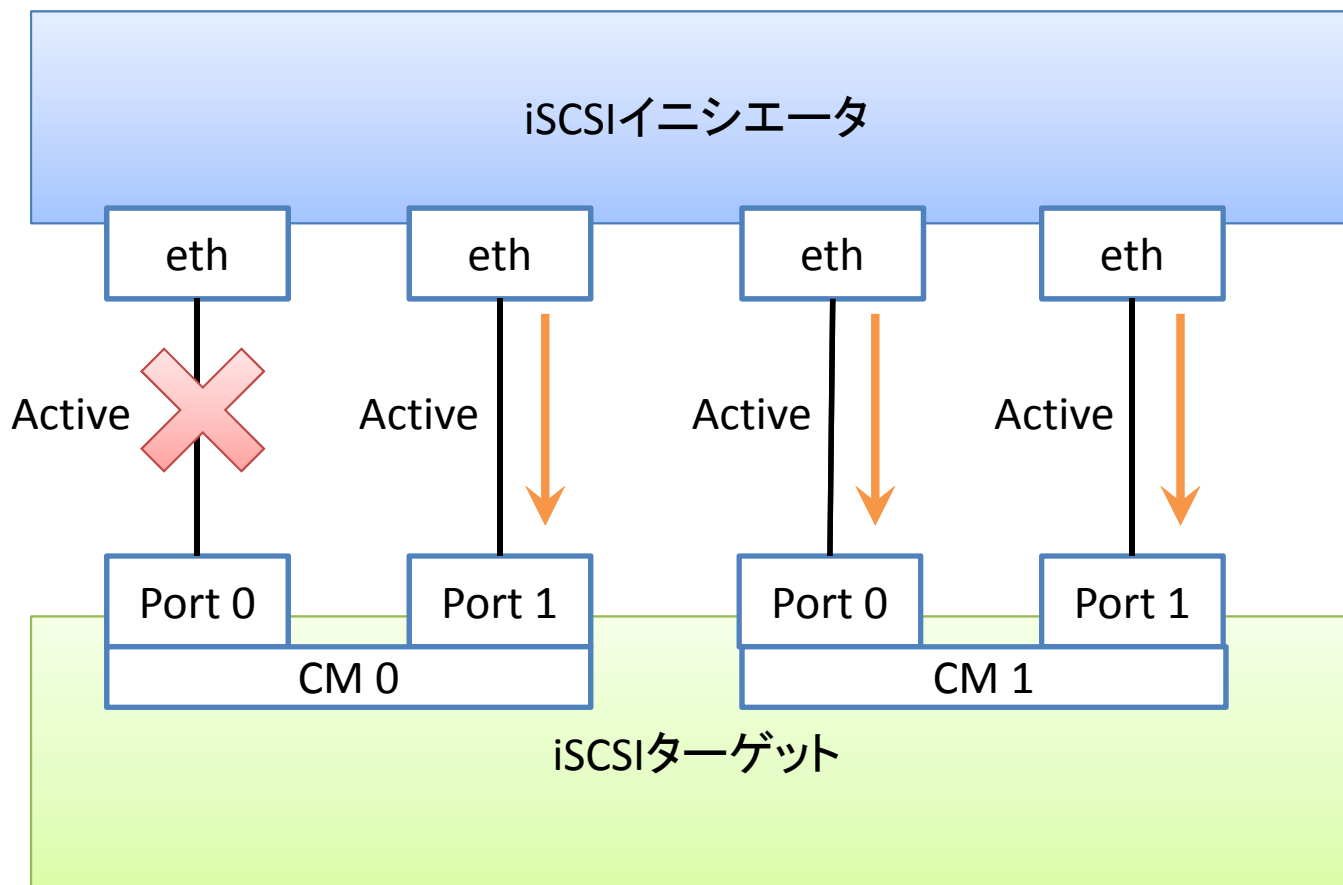 iSCSIイニシエータ
eth eth eth eth
Active Active Active Active
Port 0 Port 1 Port 0 Port 1
CM 0 CM 1
iSCSIターゲット